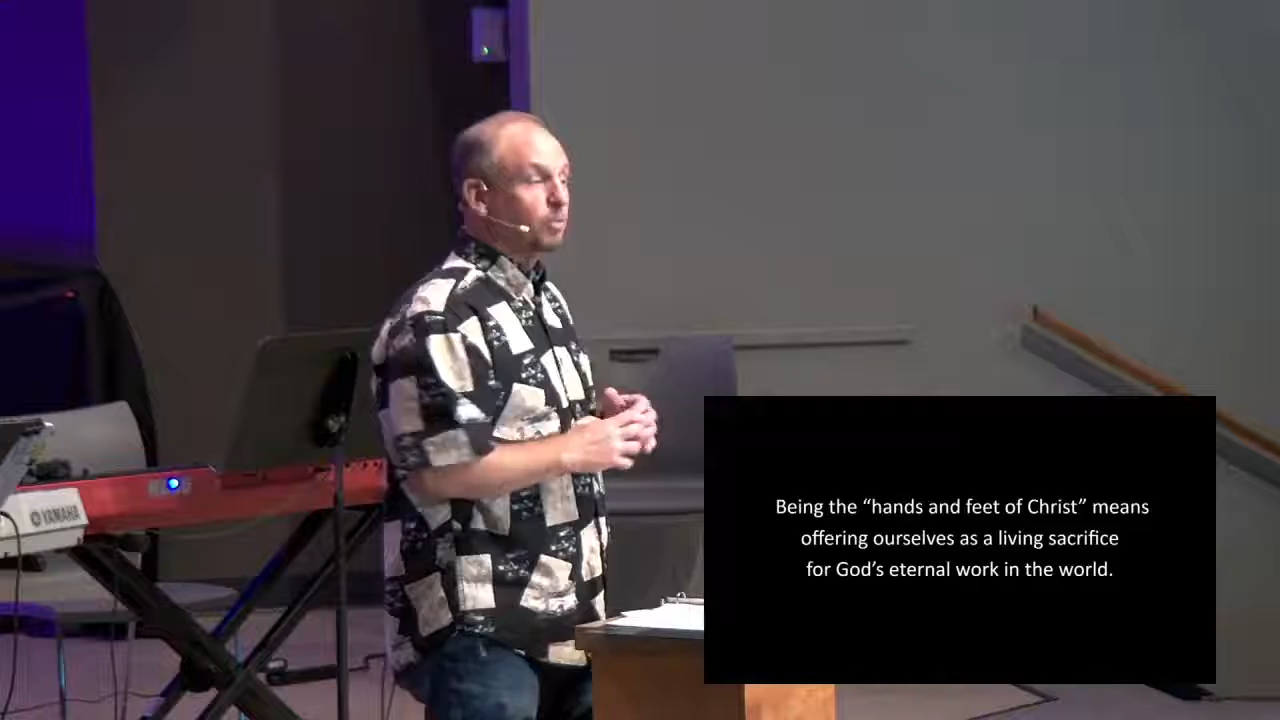 YAMAHA
Being the “hands and feet of Christ” means
offering ourselves as a living sacrifice
for God’s eternal work in the world.